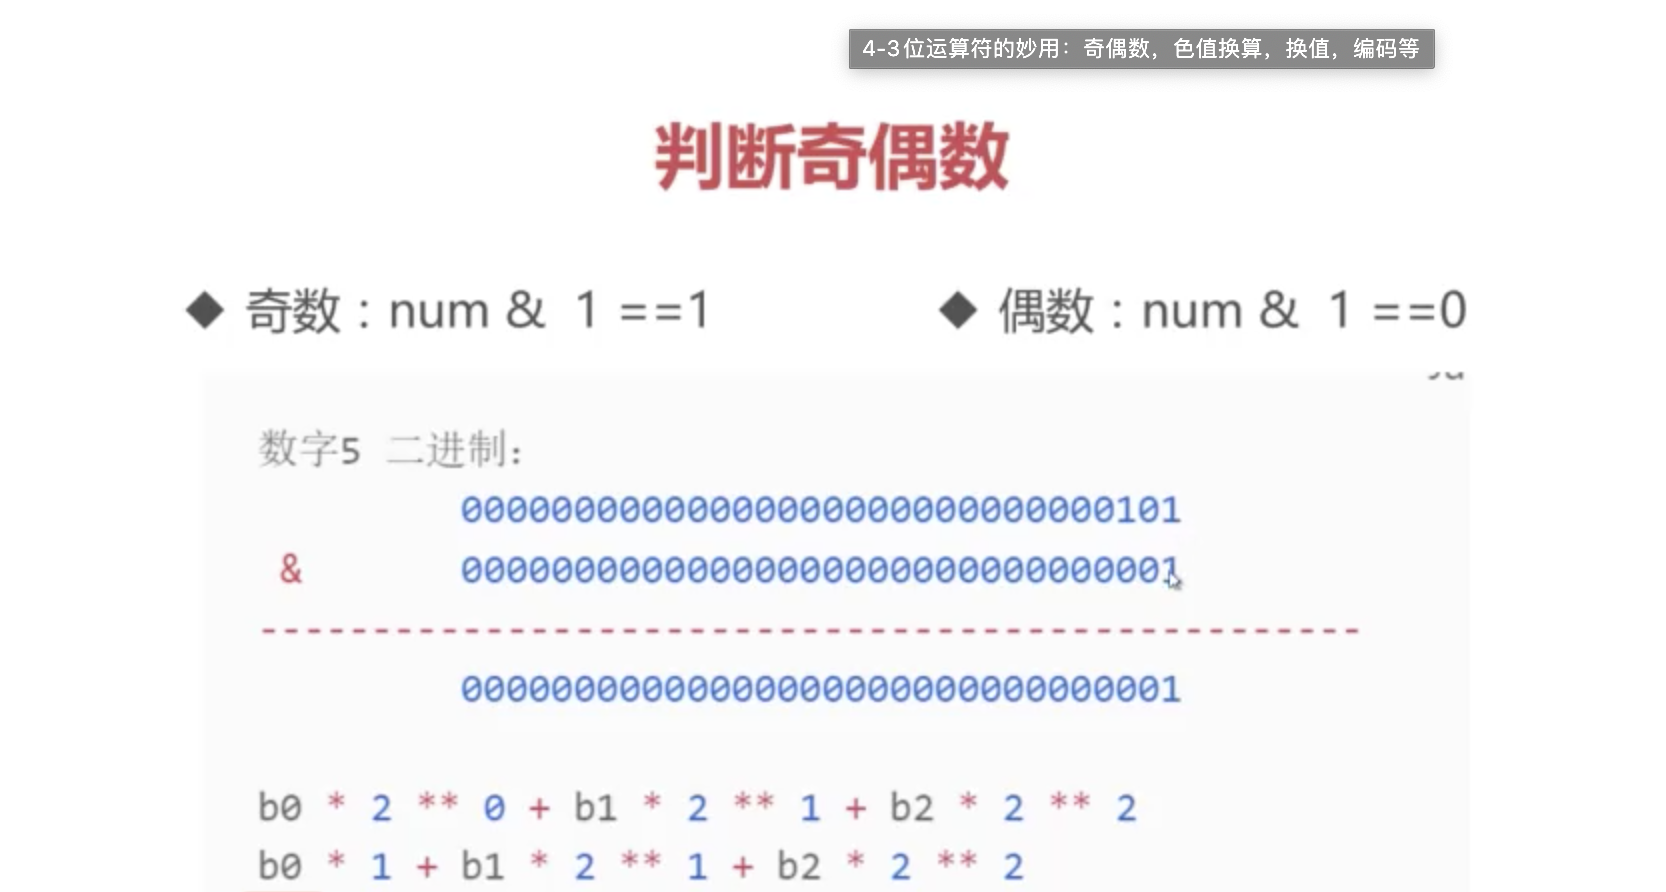 4-3位运算符的妙用：奇偶数，色值换算，换值，编码等
判断奇偶数
◆ 奇数：num & 1 ==1
◆ 偶数：num & 1 ==0
数字5 二进制：
00000000000000000000000000000101
& 00000000000000000000000000000001
-------------------------------------------------
00000000000000000000000000000001
b0 * 2 ** 0 + b1 * 2 ** 1 + b2 * 2 ** 2
b0 * 1 + b1 * 2 ** 1 + b2 * 2 ** 2